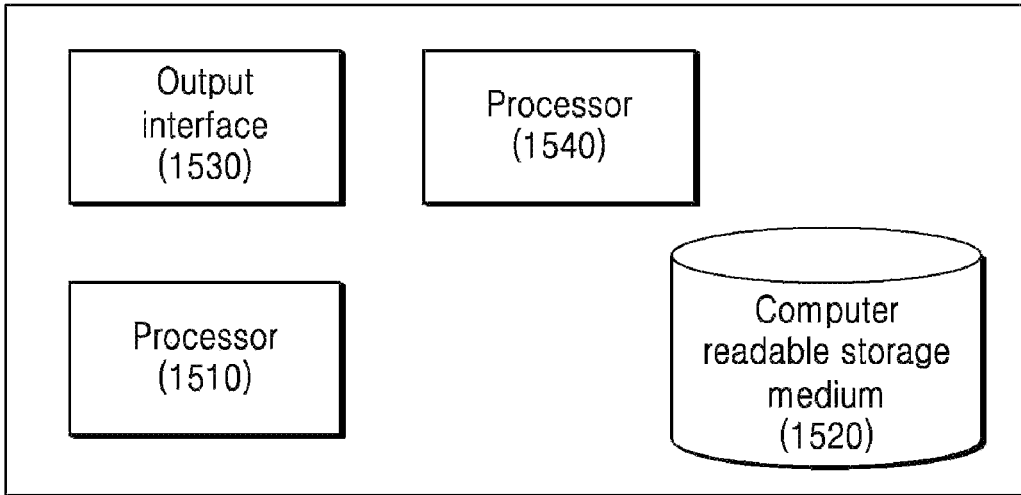 Output
interface
(1530)
Processor
(1540)
Processor
(1510)
Computer
readable storage
medium
(1520)